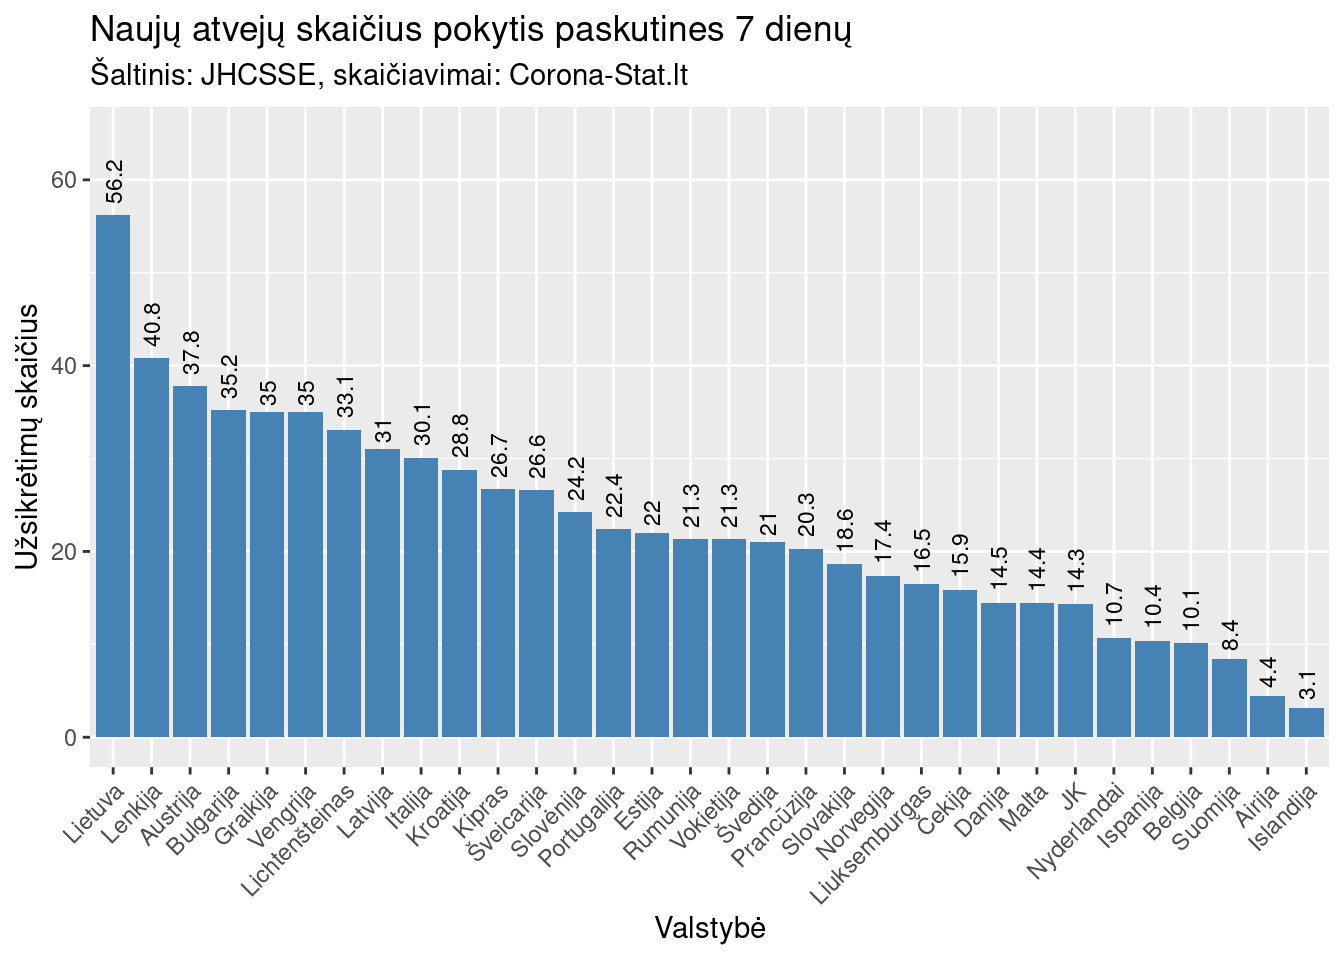 Naujų atvejų skaičius pokytis paskutines 7 dienų
Šaltinis: JHCSSE, skaičiavimai: Corona-Stat.lt
Užsikrėtimų skaičius
60
40
20
0
56.2
40.8
37.8
35.2
35
35
33.1
31
30.1
28.8
26.7
26.6
24.2
22.4
22
21.3
21.3
21
20.3
18.6
17.4
16.5
15.9
14.5
14.4
14.3
10.7
10.4
10.1
8.4
4.4
3.1
Lietuva
Lenkija
Austrija
Bulgarija
Graikija
Vengrija
Lichtenšteinas
Latvija
Italija
Kroatija
Kipras
Šveicarija
Slovėnija
Portugalija
Estija
Rumunija
Vokietija
Švedija
Prancūzija
Slovakija
Norvegija
Liuksemburgas
Čekija
Danija
Malta
JK
Nyderlandai
Ispanija
Belgija
Suomija
Airija
Islandija
Valstybė